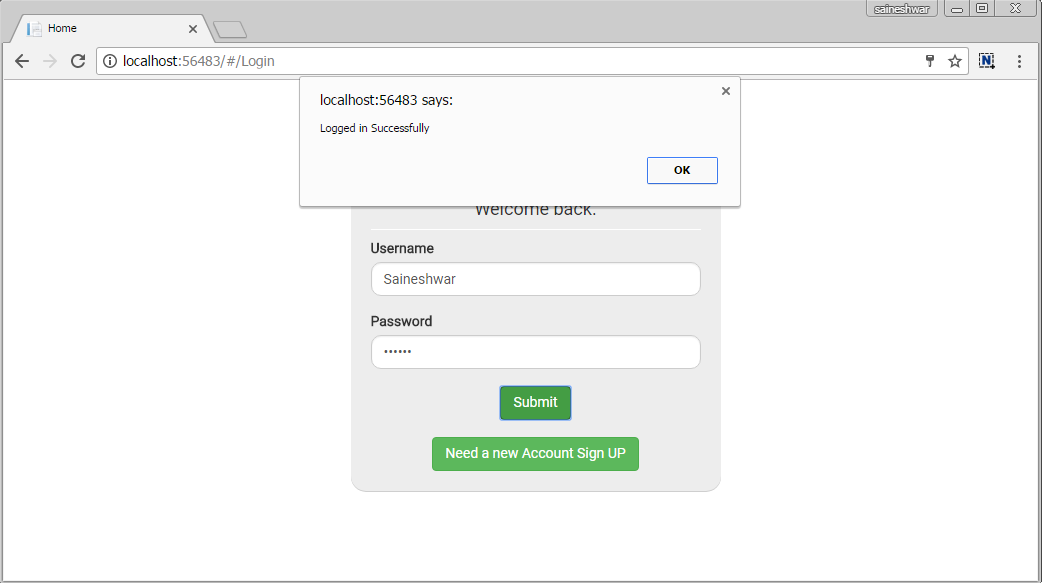 saineshwar
Home
localhost:56483/#/Login
N
localhost:56483 says:
Logged in Successfully
OK
Welcome back.
Username
Saineshwar
Password
••••••
Submit
Need a new Account Sign UP